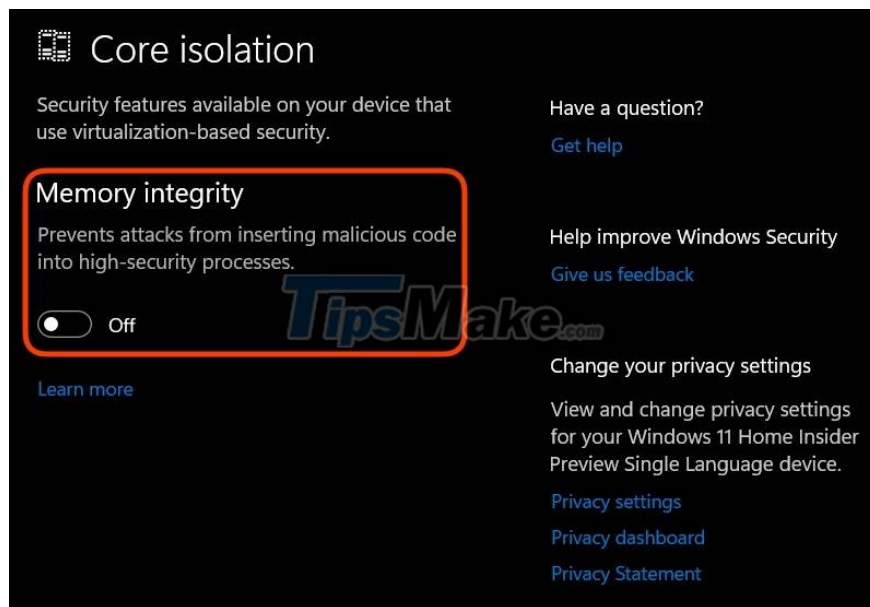 Core isolation
Security features available on your device that
use virtualization-based security.
Memory integrity
Prevents attacks from inserting malicious code
into high-security processes.
Off
Learn more
Have a question?
Get help
Help improve Windows Security
Give us feedback
Change your privacy settings
View and change privacy settings
for your Windows 11 Home Insider
Preview Single Language device.
Privacy settings
Privacy dashboard
Privacy Statement
TipsMake.com